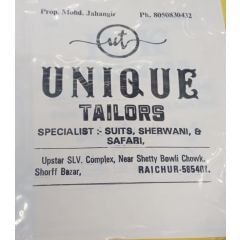 Prop. Mohd. Jahangir Ph. 8050830432
ut
UNIQUE
TAILORS
SPECIALIST :- SUITS, SHERWANI, &
SAFARI,
Upstar SLV. Complex, Near Shetty Bowli Chowk,
Shorff Bazar, RAICHUR-585401.